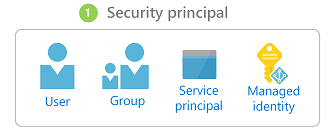 1 Security principal
User
Group
Service
principal
Managed
identity